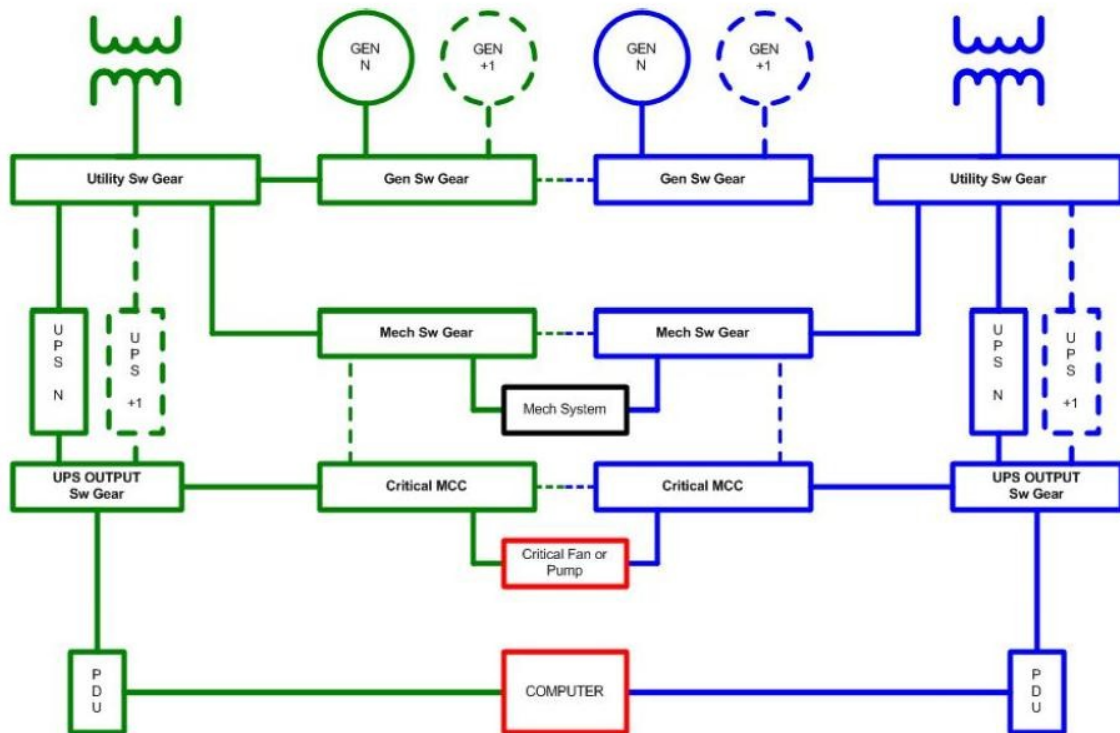 GEN
N
GEN
+1
GEN
N
GEN
+1
Utility Sw Gear
Gen Sw Gear
Gen Sw Gear
Utility Sw Gear
U
P
S
N
U
P
S
+1
Mech Sw Gear
Mech Sw Gear
Mech System
U
P
S
N
U
P
S
+1
UPS OUTPUT
Sw Gear
Critical MCC
Critical MCC
UPS OUTPUT
Sw Gear
Critical Fan or
Pump
P
D
U
COMPUTER
P
D
U